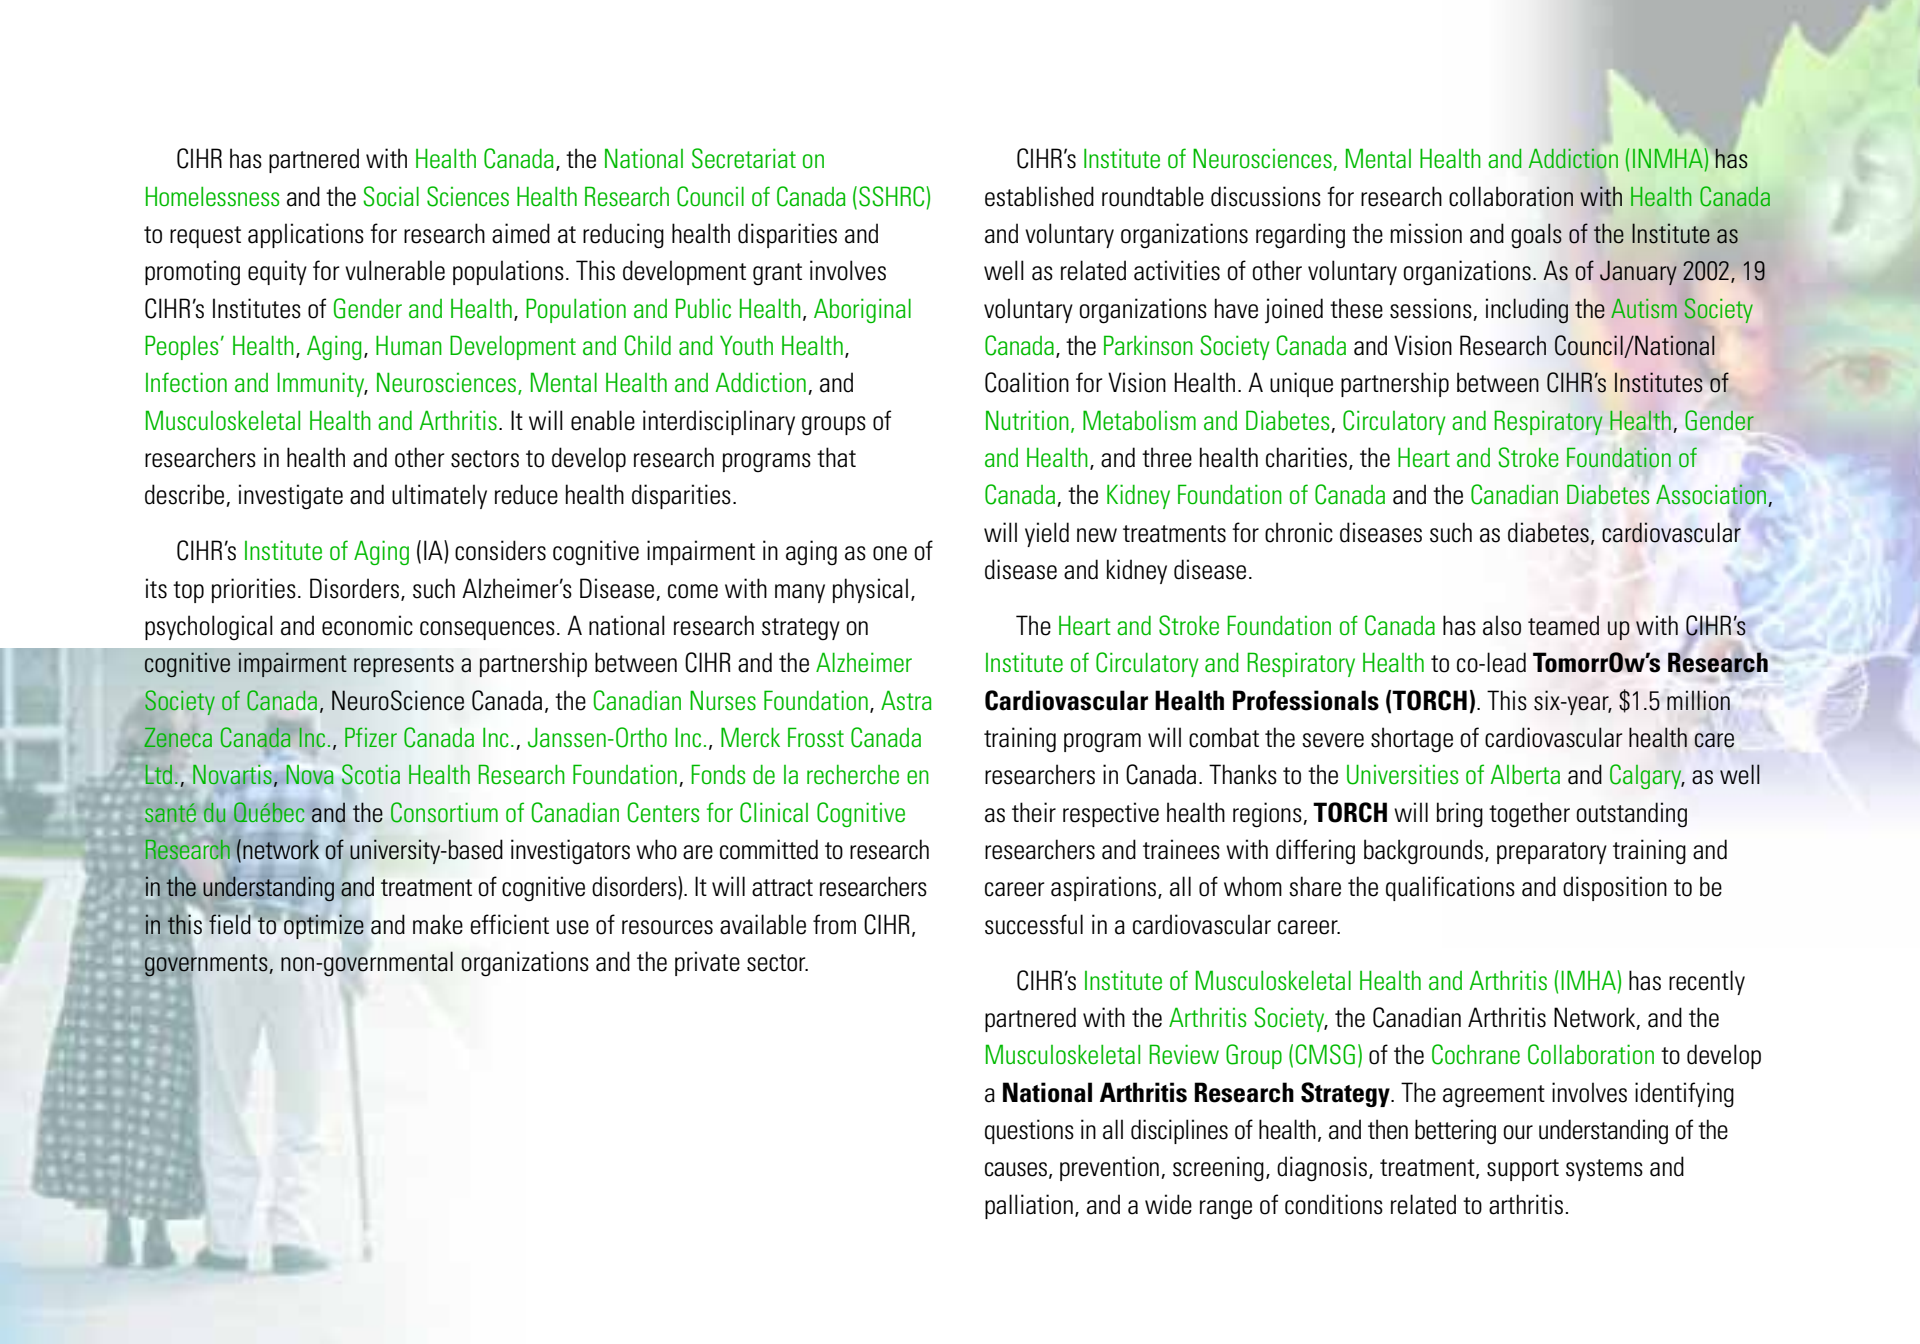 CIHR has partnered with Health Canada, the National Secretariat on
Homelessness and the Social Sciences Health Research Council of Canada (SSHRC)
to request applications for research aimed at reducing health disparities and
promoting equity for vulnerable populations. This development grant involves
CIHR's Institutes of Gender and Health, Population and Public Health, Aboriginal
Peoples' Health, Aging, Human Development and Child and Youth Health,
Infection and Immunity, Neurosciences, Mental Health and Addiction, and
Musculoskeletal Health and Arthritis. It will enable interdisciplinary groups of
researchers in health and other sectors to develop research programs that
describe, investigate and ultimately reduce health disparities.
CIHR's Institute of Aging (IA) considers cognitive impairment in aging as one of
its top priorities. Disorders, such Alzheimer's Disease, come with many physical,
psychological and economic consequences. A national research strategy on
cognitive impairment represents a partnership between CIHR and the Alzheimer
Society of Canada, NeuroScience Canada, the Canadian Nurses Foundation, Astra
Zeneca Canada Inc., Pfizer Canada Inc., Janssen-Ortho Inc., Merck Frosst Canada
Ltd., Novartis, Nova Scotia Health Research Foundation, Fonds de la recherche en
santé du Québec and the Consortium of Canadian Centers for Clinical Cognitive
Research (network of university-based investigators who are committed to research
in the understanding and treatment of cognitive disorders). It will attract researchers
in this field to optimize and make efficient use of resources available from CIHR,
governments, non-governmental organizations and the private sector.
CIHR's Institute of Neurosciences, Mental Health and Addiction (INMHA) has
established roundtable discussions for research collaboration with Health Canada
and voluntary organizations regarding the mission and goals of the Institute as
well as related activities of other voluntary organizations. As of January 2002, 19
voluntary organizations have joined these sessions, including the Autism Society
Canada, the Parkinson Society Canada and Vision Research Council/National
Coalition for Vision Health. A unique partnership between CIHR's Institutes of
Nutrition, Metabolism and Diabetes, Circulatory and Respiratory Health, Gender
and Health, and three health charities, the Heart and Stroke Foundation of
Canada, the Kidney Foundation of Canada and the Canadian Diabetes Association,
will yield new treatments for chronic diseases such as diabetes, cardiovascular
disease and kidney disease.
The Heart and Stroke Foundation of Canada has also teamed up with CIHR's
Institute of Circulatory and Respiratory Health to co-lead TomorrOw's Research
Cardiovascular Health Professionals (TORCH). This six-year, $1.5 million
training program will combat the severe shortage of cardiovascular health care
researchers in Canada. Thanks to the Universities of Alberta and Calgary, as well
as their respective health regions, TORCH will bring together outstanding
researchers and trainees with differing backgrounds, preparatory training and
career aspirations, all of whom share the qualifications and disposition to be
successful in a cardiovascular career.
CIHR's Institute of Musculoskeletal Health and Arthritis (IMHA) has recently
partnered with the Arthritis Society, the Canadian Arthritis Network, and the
Musculoskeletal Review Group (CMSG) of the Cochrane Collaboration to develop
a National Arthritis Research Strategy. The agreement involves identifying
questions in all disciplines of health, and then bettering our understanding of the
causes, prevention, screening, diagnosis, treatment, support systems and
palliation, and a wide range of conditions related to arthritis.